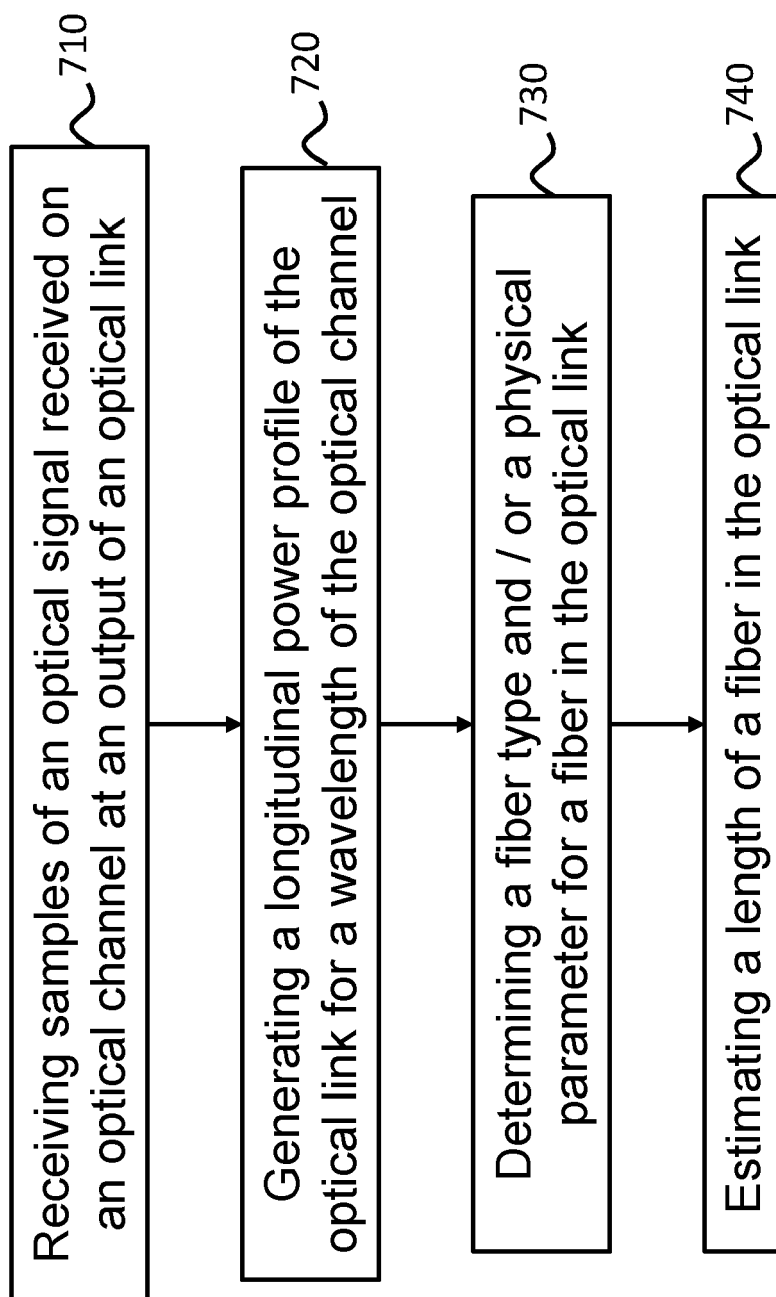 Receiving samples of an optical signal received on
an optical channel at an output of an optical link
710
Generating a longitudinal power profile of the
optical link for a wavelength of the optical channel
720
Determining a fiber type and / or a physical
parameter for a fiber in the optical link
730
Estimating a length of a fiber in the optical link
740